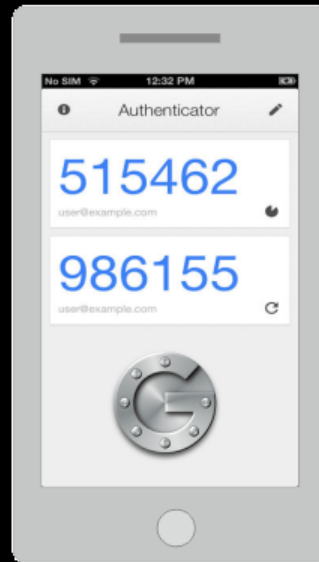 No SIM 12:32 PM
Authenticator
515462
user@example.com
986155
user@example.com